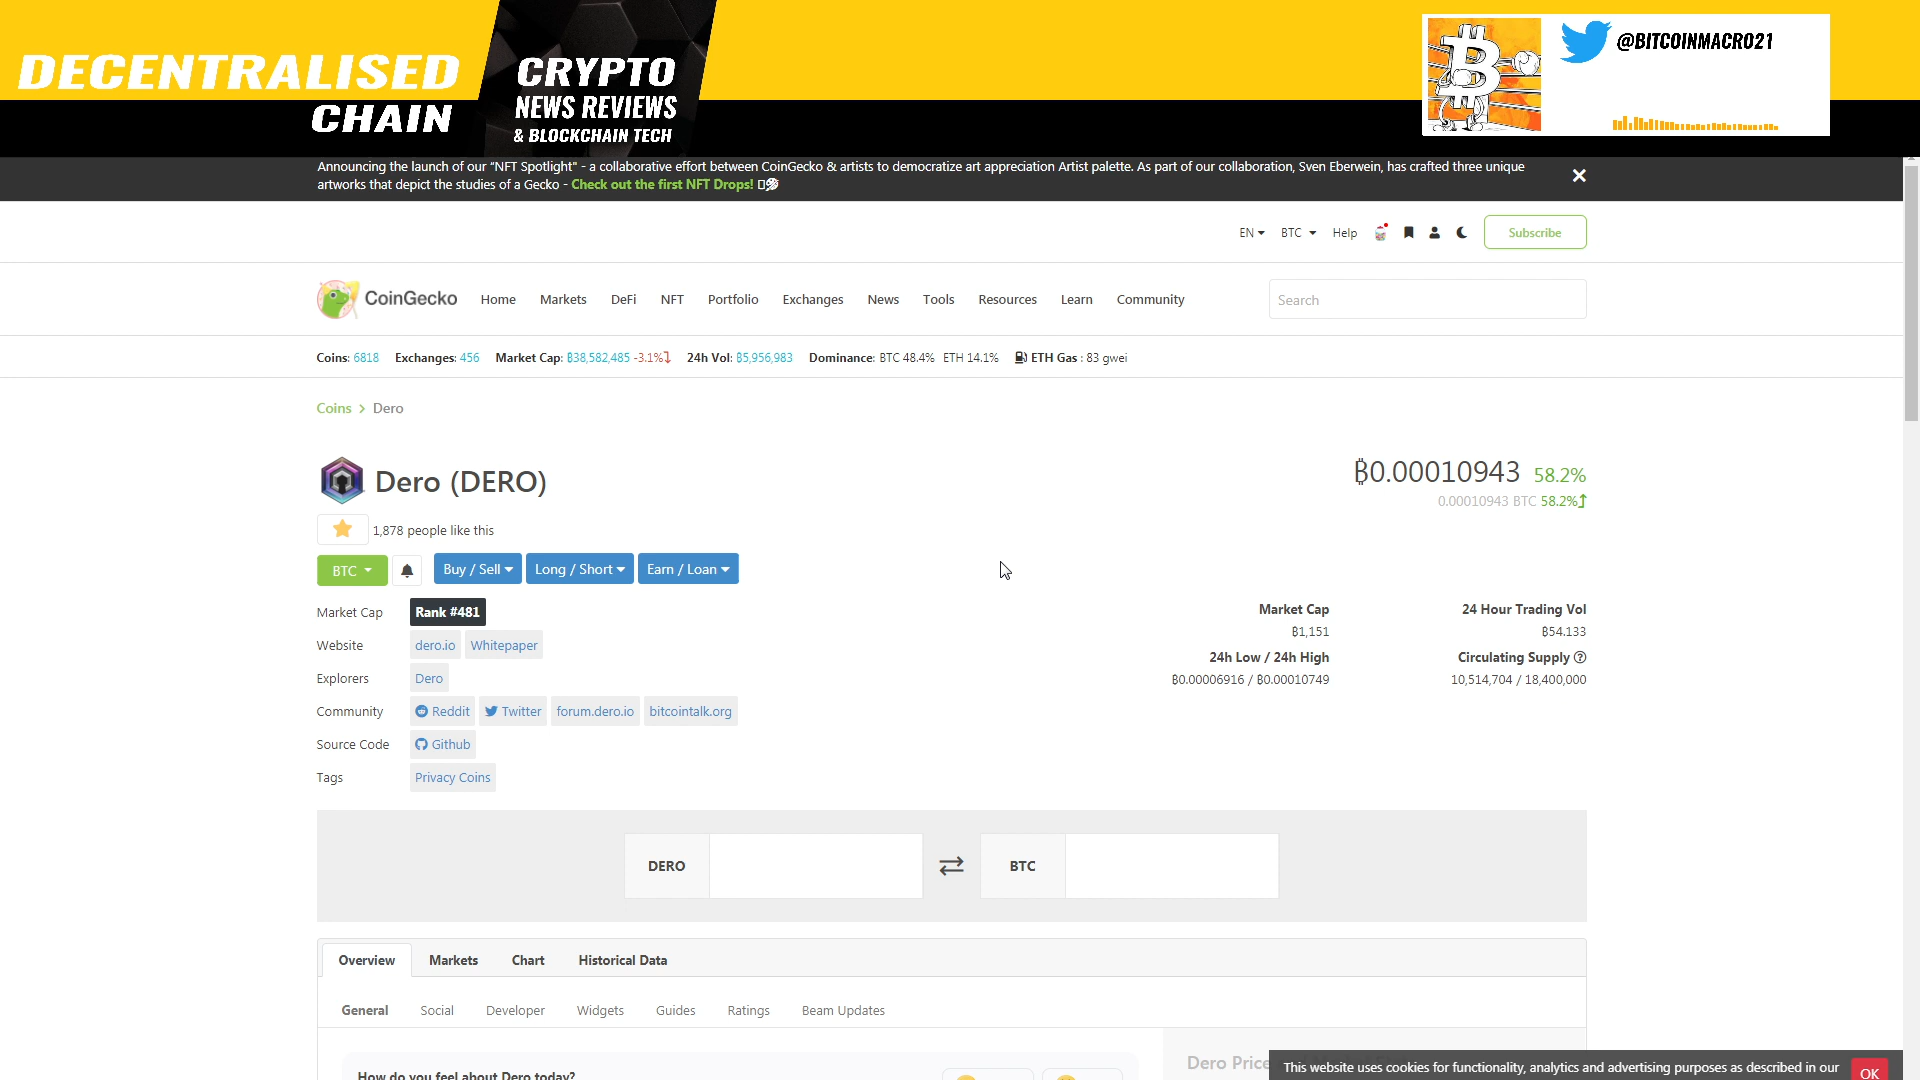 DECENTRALISED
CHAIN
CRYPTO
NEWS REVIEWS
& BLOCKCHAIN TECH
@BITCOINMACRO21
Announcing the launch of our "NFT Spotlight" - a collaborative effort between CoinGecko & artists to democratize art appreciation Artist palette. As part of our collaboration, Sven Eberwein, has crafted three unique
artworks that depict the studies of a Gecko - Check out the first NFT Drops!
EN BTC Help Subscribe
CoinGecko Home Markets DeFi NFT Portfolio Exchanges News Tools Resources Learn Community Search
Coins: 6818 Exchanges: 456 Market Cap: ฿38,582,485 -3.1% 24h Vol: ฿5,956,983 Dominance: BTC 48.4% ETH 14.1% ETH Gas : 83 gwei
Coins > Dero
Dero (DERO)
₿0.00010943 58.2%
0.00010943 BTC 58.2%
1,878 people like this
BTC Buy / Sell Long / Short Earn / Loan
Market Cap Rank #481
Website dero.io Whitepaper
Explorers Dero
Community Reddit Twitter forum.dero.io bitcointalk.org
Source Code Github
Tags Privacy Coins
Market Cap 24 Hour Trading Vol
฿1,151 ฿54.133
24h Low / 24h High Circulating Supply
฿0.00006916 / ฿0.00010749 10,514,704 / 18,400,000
DERO BTC
Overview Markets Chart Historical Data
General Social Developer Widgets Guides Ratings Beam Updates
How do you feel about Dero today?
Dero Price
This website uses cookies for functionality, analytics and advertising purposes as described in our
OK